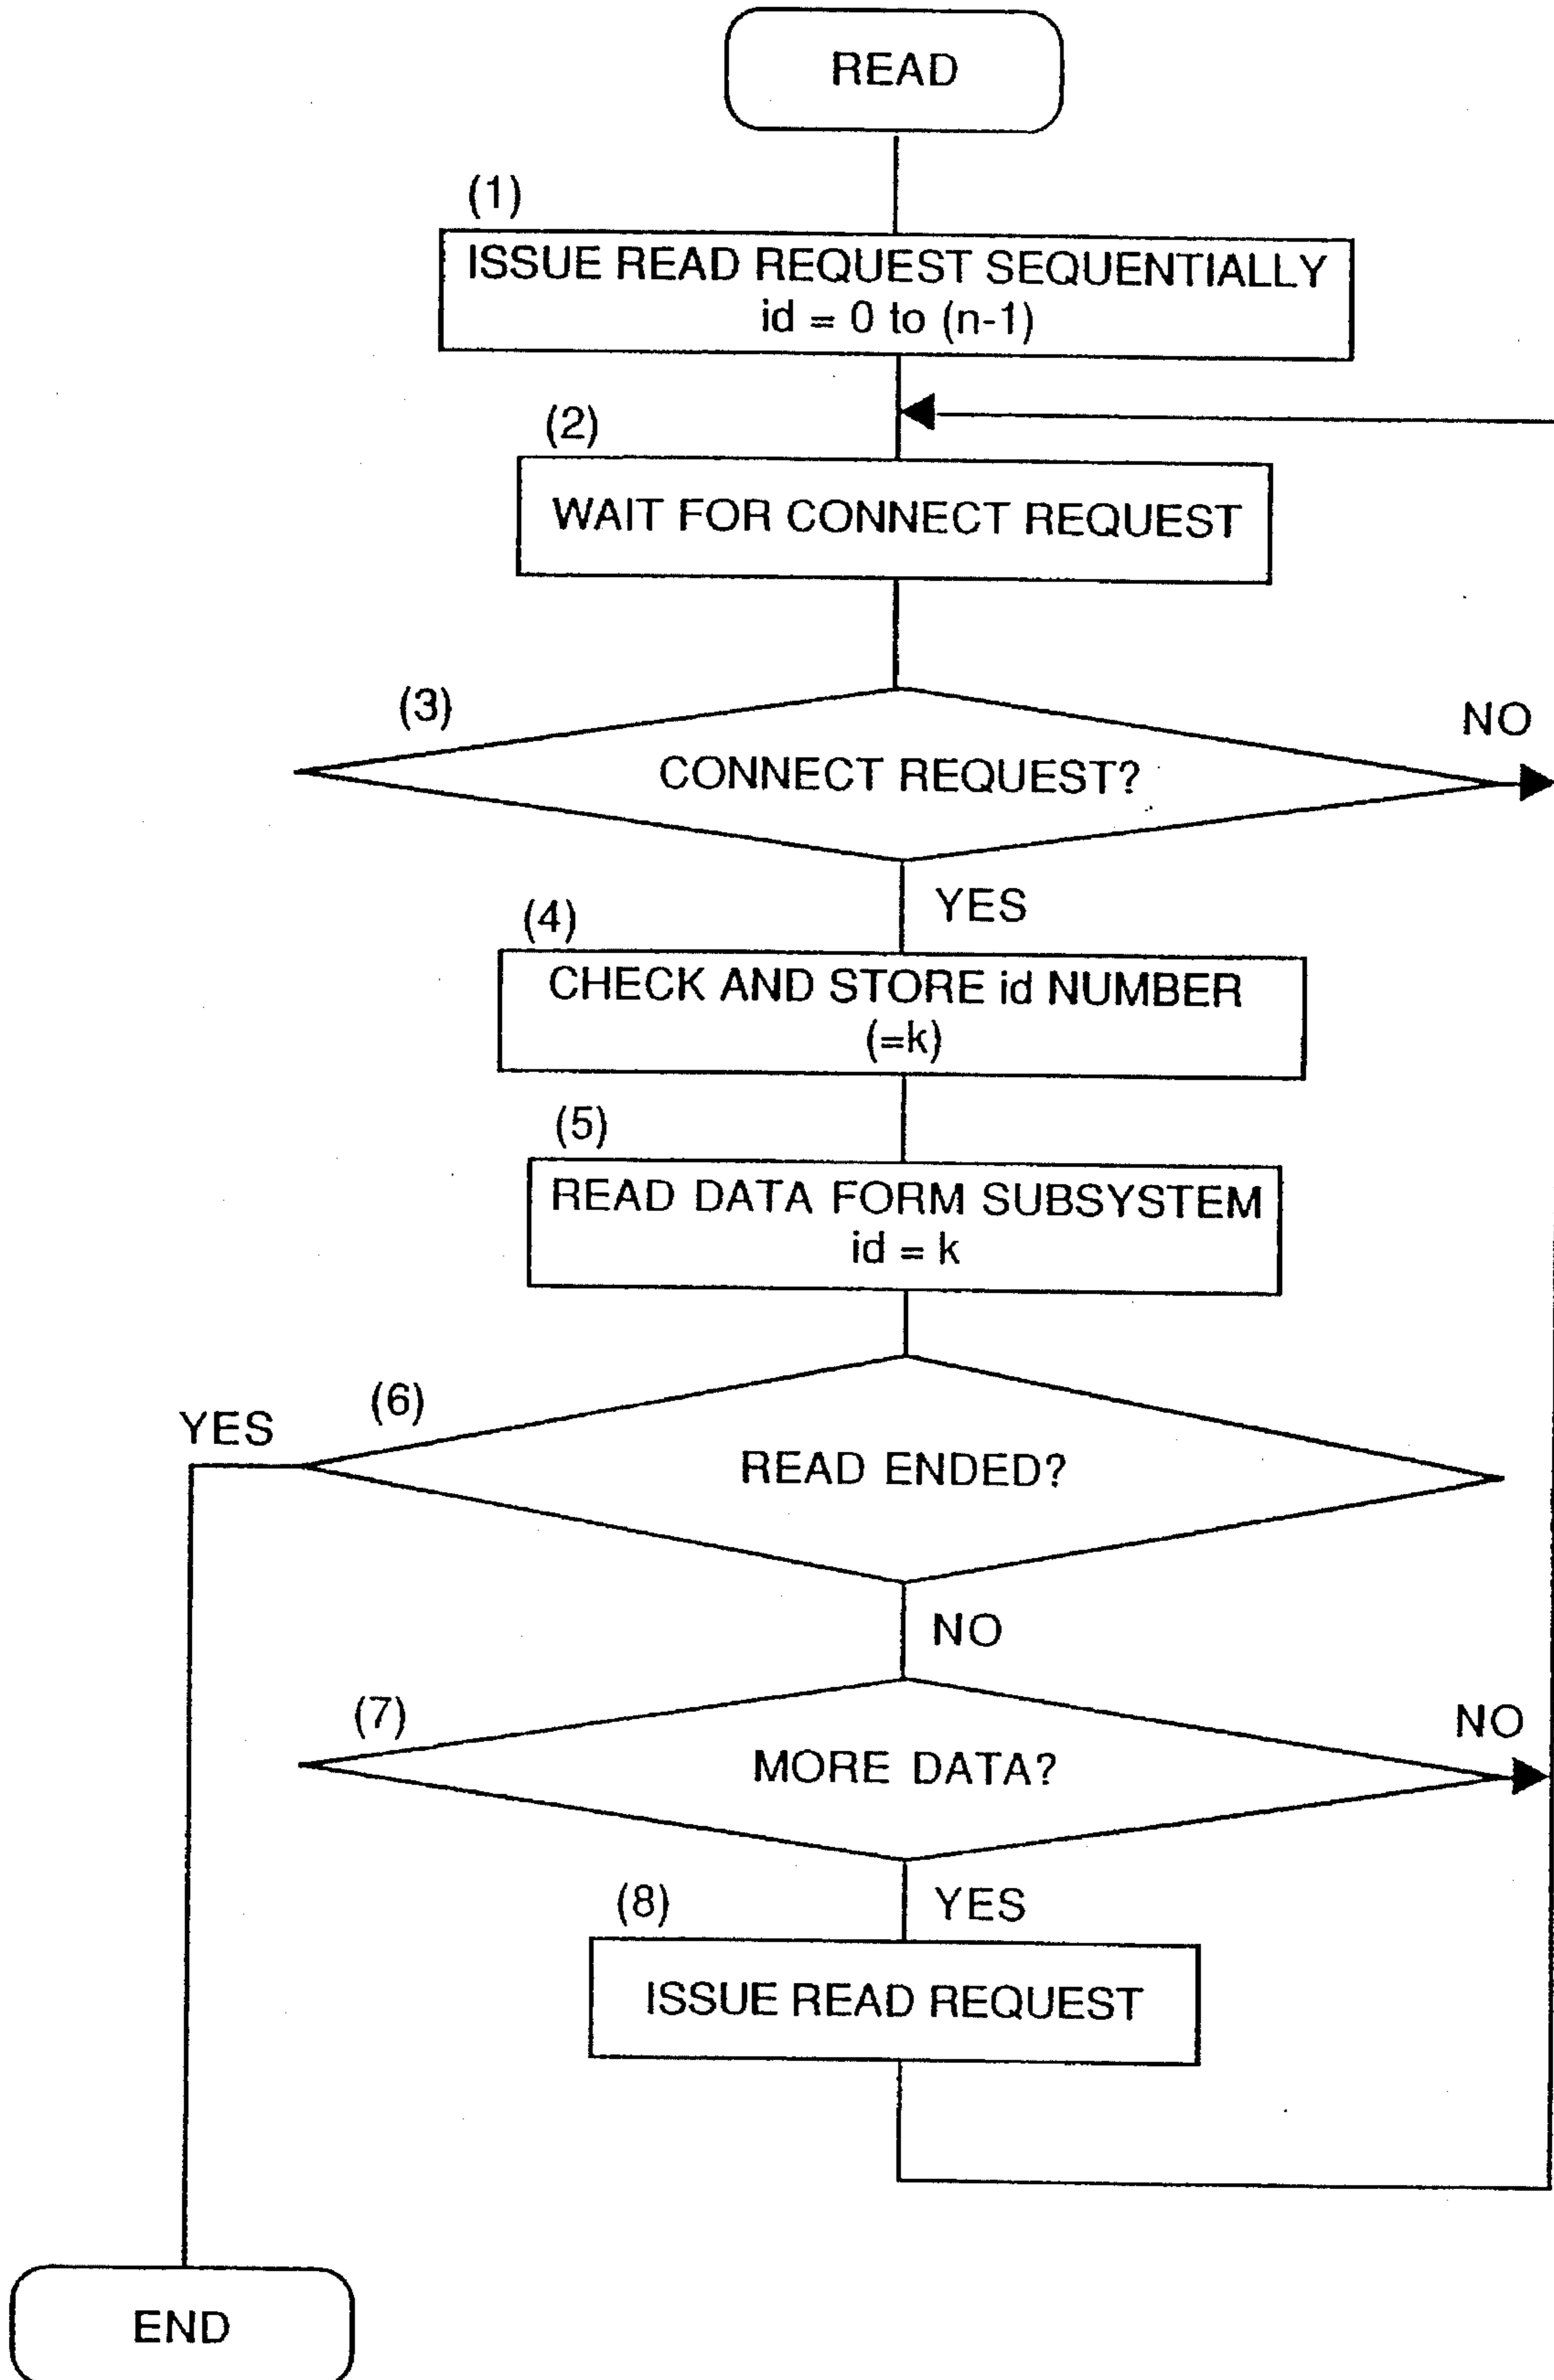 READ
(1)
ISSUE READ REQUEST SEQUENTIALLY
id = 0 to (n-1)
(2)
WAIT FOR CONNECT REQUEST
(3)
NO
CONNECT REQUEST?
YES
(4)
CHECK AND STORE id NUMBER
(=k)
(5)
READ DATA FORM SUBSYSTEM
id = k
(6)
YES
READ ENDED?
NO
(7)
NO
MORE DATA?
YES
(8)
ISSUE READ REQUEST
END